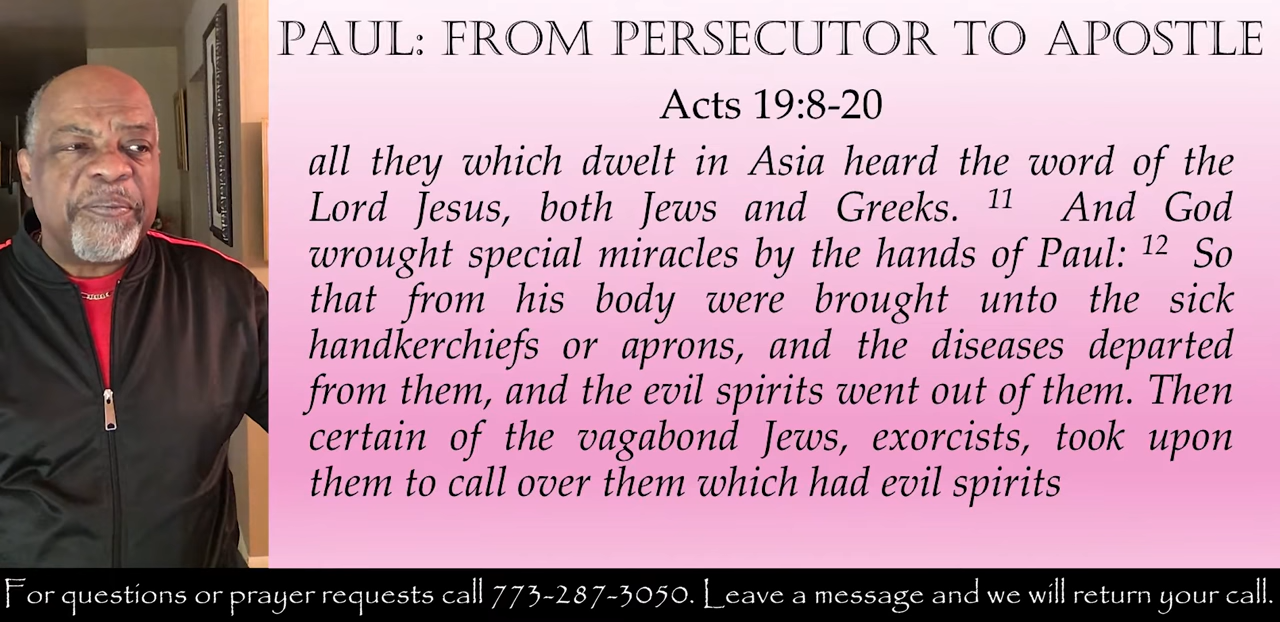 PAUL: FROM PERSECUTOR TO APOSTLE
Acts 19:8-20
all they which dwelt in Asia heard the word of the
Lord Jesus, both Jews and Greeks. 11 And God
wrought special miracles by the hands of Paul: 12 So
that from his body were brought unto the sick
handkerchiefs or aprons, and the diseases departed
from them, and the evil spirits went out of them. Then
certain of the vagabond Jews, exorcists, took upon
them to call over them which had evil spirits
For questions or prayer requests call 773-287-3050. Leave a message and we will return your call.